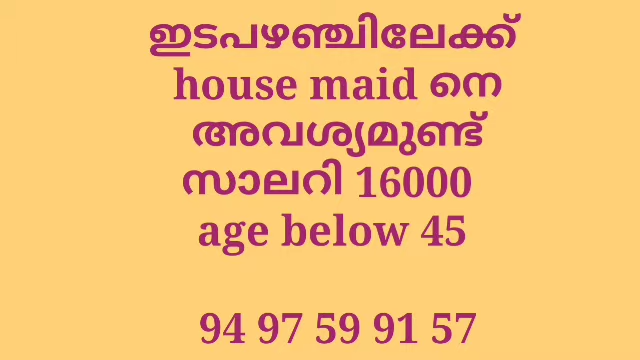 ഇടപഴഞ്ചിലേക്ക്
house maid നെ
അവശ്യമുണ്ട്
സാലറി 16000
age below 45
94 97 59 91 57